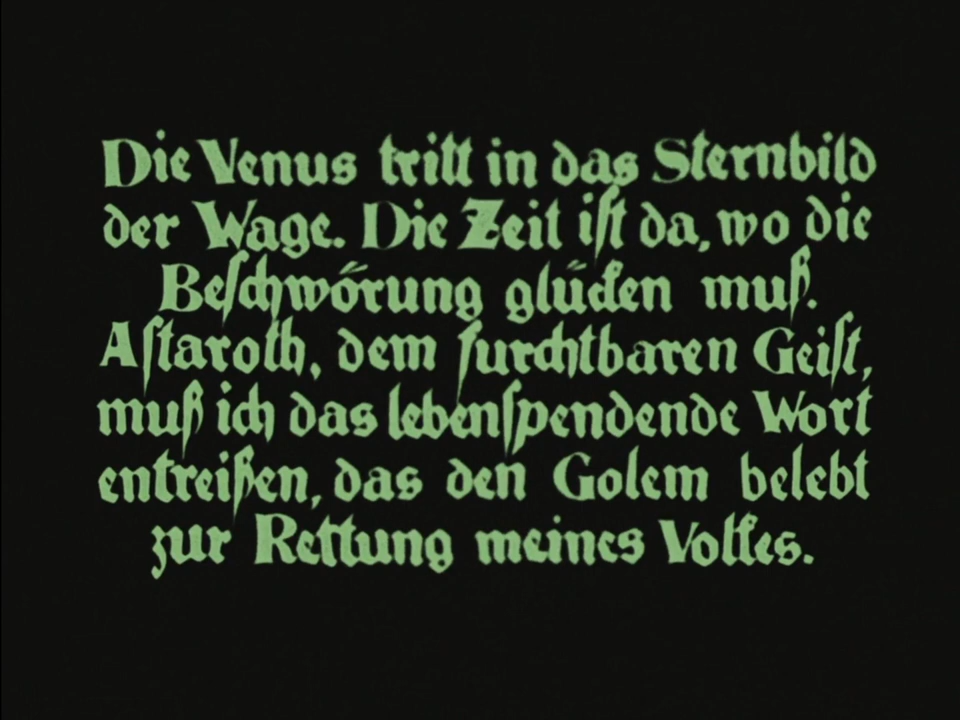 Die Venus tritt in das Sternbild
der Wage. Die Zeit iſt da, wo die
Beſchwörung glücken muß.
Aſtaroth, dem furchtbaren Geiſt,
muß ich das lebenſpendende Wort
entreißen, das den Golem belebt
zur Rettung meines Volkes.